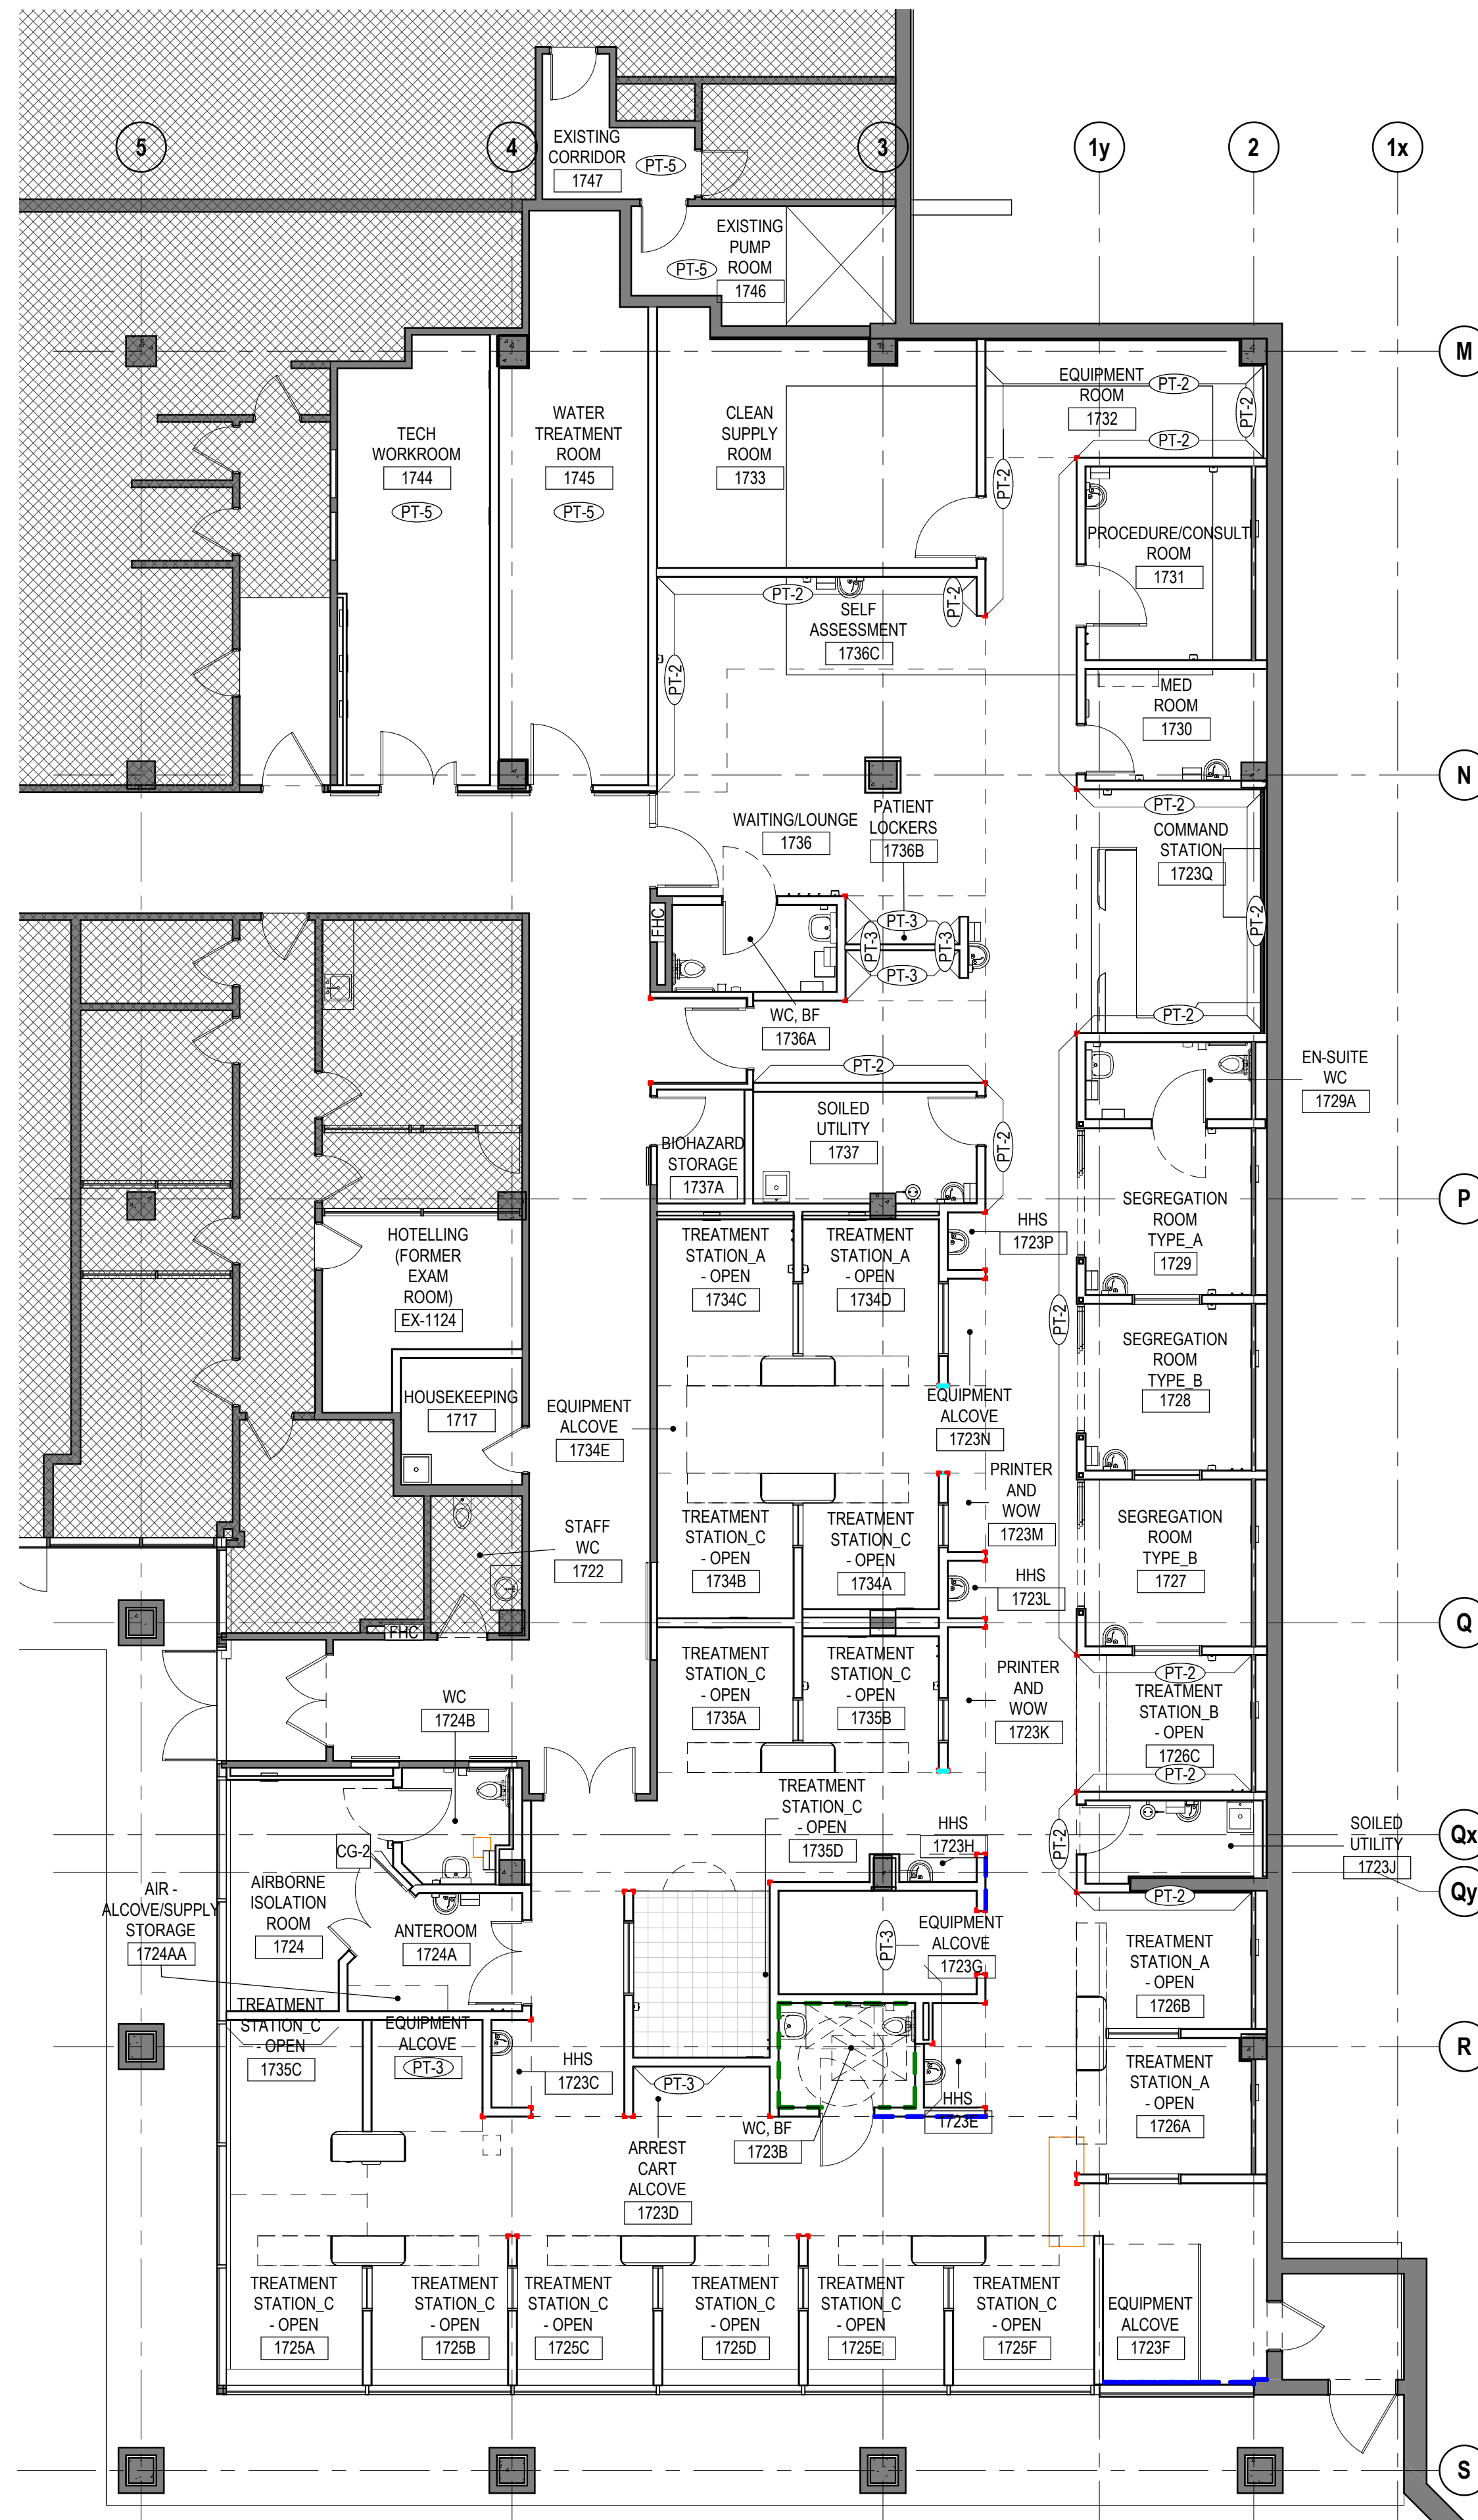 5
4
3
1y
2
1x
EXISTING
CORRIDOR
1747
PT-5
EXISTING
PUMP
ROOM
1746
PT-5
M
EQUIPMENT
ROOM
1732
PT-2
PT-2
PT-2
PT-2
TECH
WORKROOM
1744
PT-5
WATER
TREATMENT
ROOM
1745
PT-5
CLEAN
SUPPLY
ROOM
1733
PROCEDURE/CONSULT
ROOM
1731
PT-2
PT-2
PT-2
SELF
ASSESSMENT
1736C
MED
ROOM
1730
N
WAITING/LOUNGE
1736
PATIENT
LOCKERS
1736B
PT-2
COMMAND
STATION
1723Q
PT-2
PT-2
FHC
PT-3
PT-3
PT-3
PT-3
WC, BF
1736A
PT-2
EN-SUITE
WC
1729A
BIOHAZARD
STORAGE
1737A
SOILED
UTILITY
1737
PT-2
P
SEGREGATION
ROOM
TYPE_A
1729
HHS
1723P
HOTELLING
(FORMER
EXAM
ROOM)
EX-1124
TREATMENT
STATION_A
- OPEN
1734C
TREATMENT
STATION_A
- OPEN
1734D
PT-2
SEGREGATION
ROOM
TYPE_B
1728
HOUSEKEEPING
1717
EQUIPMENT
ALCOVE
1734E
EQUIPMENT
ALCOVE
1723N
PRINTER
AND
WOW
1723M
STAFF
WC
1722
TREATMENT
STATION_C
- OPEN
1734B
TREATMENT
STATION_C
- OPEN
1734A
SEGREGATION
ROOM
TYPE_B
1727
HHS
1723L
Q
FHC
TREATMENT
STATION_C
- OPEN
1735A
TREATMENT
STATION_C
- OPEN
1735B
PRINTER
AND
WOW
1723K
PT-2
TREATMENT
STATION_B
- OPEN
1726C
PT-2
WC
1724B
TREATMENT
STATION_C
- OPEN
1735D
HHS
1723H
PT-2
SOILED
UTILITY
1723J
Qx
Qy
CG-2
AIR -
ALCOVE/SUPPLY
STORAGE
1724AA
AIRBORNE
ISOLATION
ROOM
1724
ANTEROOM
1724A
PT-3
EQUIPMENT
ALCOVE
1723G
PT-2
TREATMENT
STATION_A
- OPEN
1726B
TREATMENT
STATION_C
- OPEN
1735C
EQUIPMENT
ALCOVE
PT-3
HHS
1723C
PT-3
R
TREATMENT
STATION_A
- OPEN
1726A
HHS
1723E
WC, BF
1723B
ARREST
CART
ALCOVE
1723D
TREATMENT
STATION_C
- OPEN
1725A
TREATMENT
STATION_C
- OPEN
1725B
TREATMENT
STATION_C
- OPEN
1725C
TREATMENT
STATION_C
- OPEN
1725D
TREATMENT
STATION_C
- OPEN
1725E
TREATMENT
STATION_C
- OPEN
1725F
EQUIPMENT
ALCOVE
1723F
S